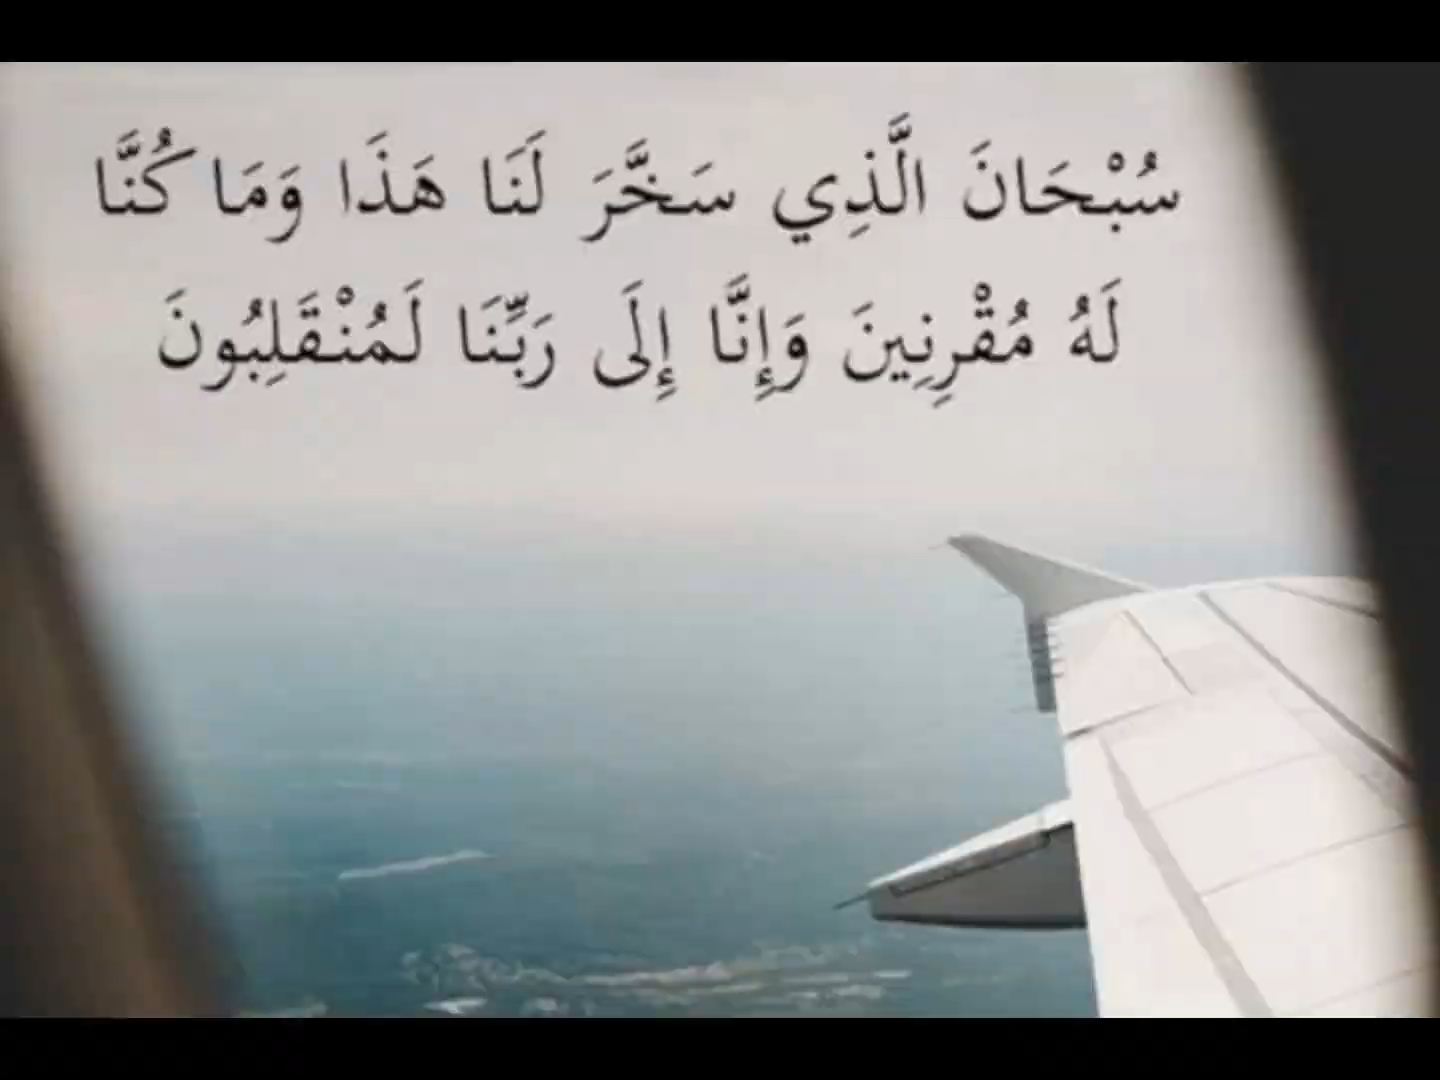 سُبْحَانَ الَّذِي سَخَّرَ لَنَا هَذَا وَمَا كُنَّا
لَهُ مُقْرِنِينَ وَإِنَّا إِلَى رَبِّنَا لَمُنْقَلِبُونَ